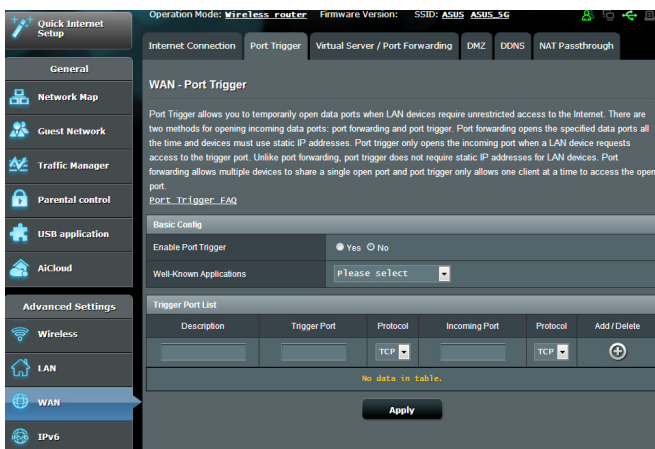 Quick Internet
Setup
General
Network Map
Guest Network
Traffic Manager
Parental control
USB application
AiCloud
Advanced Settings
Wireless
LAN
WAN
IPv6
Operation Mode: Wireless router Firmware Version: SSID: ASUS ASUS_5G
Internet Connection Port Trigger Virtual Server / Port Forwarding DMZ DDNS NAT Passthrough
WAN - Port Trigger
Port Trigger allows you to temporarily open data ports when LAN devices require unrestricted access to the Internet. There are
two methods for opening incoming data ports: port forwarding and port trigger. Port forwarding opens the specified data ports all
the time and devices must use static IP addresses. Port trigger only opens the incoming port when a LAN device requests
access to the trigger port. Unlike port forwarding, port trigger does not require static IP addresses for LAN devices. Port
forwarding allows multiple devices to share a single open port and port trigger only allows one client at a time to access the open
port.
Port Trigger FAQ
Basic Config
Enable Port Trigger Yes No
Well-Known Applications Please select
Trigger Port List
Description Trigger Port Protocol Incoming Port Protocol Add / Delete
TCP TCP
No data in table.
Apply